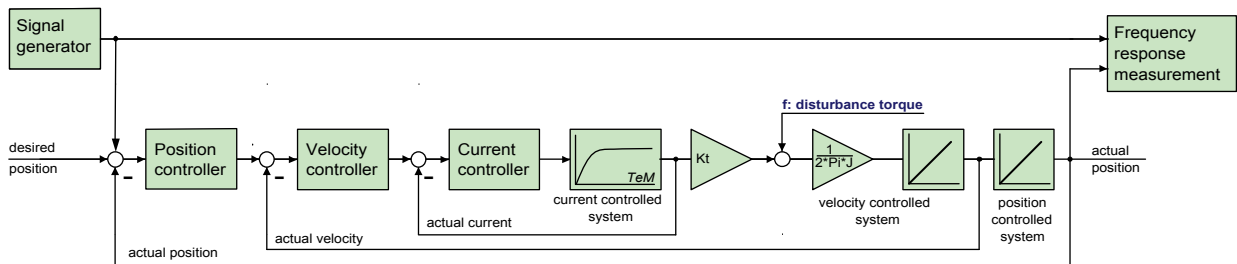 Signal
generator
Frequency
response
measurement
f: disturbance torque
desired
position
Position
controller
Velocity
controller
Current
controller
TeM
current controlled
system
Kt
1
2*Pi*J
velocity controlled
system
position
controlled
system
actual
position
actual current
actual velocity
actual position